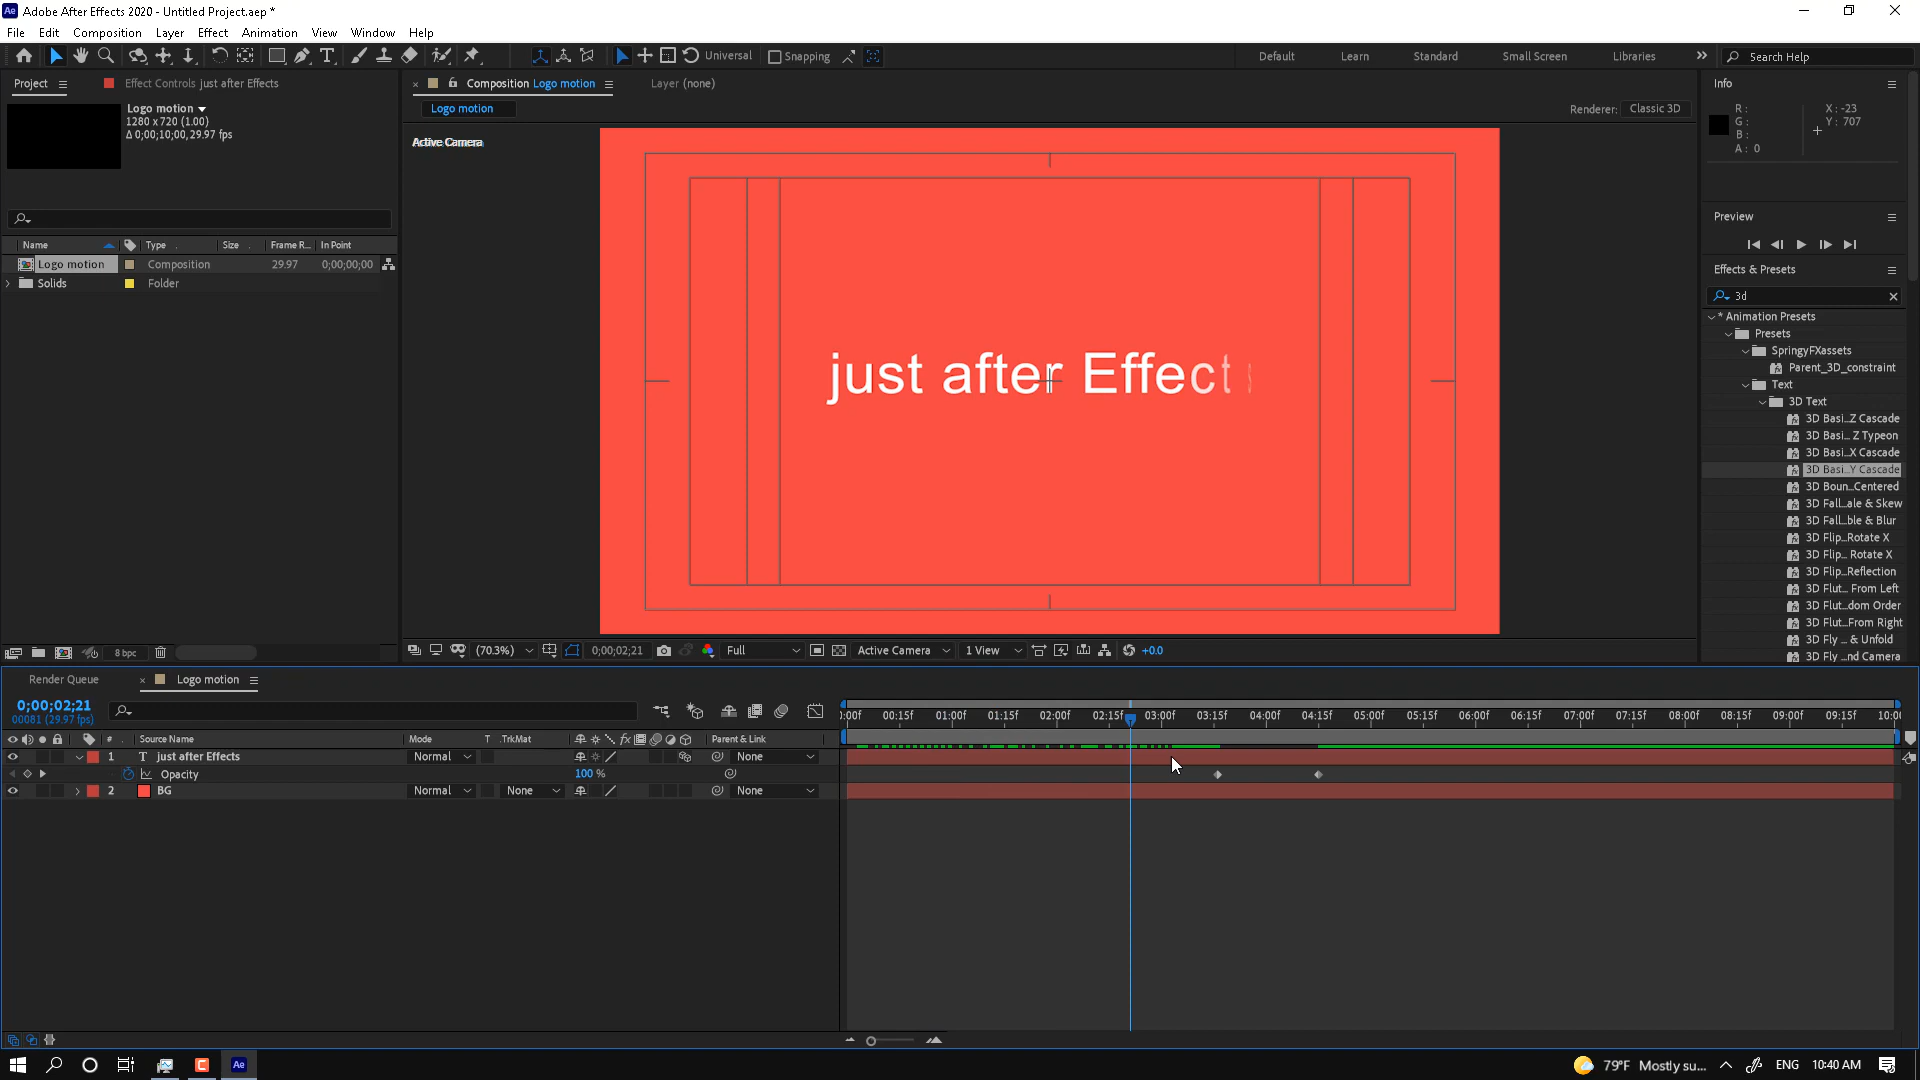 Ae Adobe After Effects 2020 - Untitled Project.aep *
File Edit Composition Layer Effect Animation View Window Help
Universal Snapping Default Learn Standard Small Screen Libraries Search Help
Project Effect Controls just after Effects
Logo motion
1280 x 720 (1.00)
Δ 0;00;10;00, 29.97 fps
Name Type Size Frame R... In Point
Logo motion Composition 29.97 0;00;00;00
Solids Folder
8 bpc
Composition Logo motion Layer (none)
Logo motion Renderer: Classic 3D
Active Camera
just after Effect
(70.3%) 0;00;02;21 Full Active Camera 1 View +0.0
Info
R: X: -23
G: Y: 707
B:
A: 0
Preview
Effects & Presets
3d
* Animation Presets
Presets
SpringyFXassets
Parent_3D_constraint
Text
3D Text
3D Basi...Z Cascade
3D Basi... Z Typeon
3D Basi...X Cascade
3D Basi...Y Cascade
3D Boun...Centered
3D Fall...ale & Skew
3D Fall...ble & Blur
3D Flip...Rotate X
3D Flip... Rotate X
3D Flip...Reflection
3D Flut... From Left
3D Flut...dom Order
3D Flut...From Right
3D Fly ... & Unfold
3D Fly ...nd Camera
Render Queue Logo motion
0;00;02;21
00081 (29.97 fps)
:00f 00:15f 01:00f 01:15f 02:00f 02:15f 03:00f 03:15f 04:00f 04:15f 05:00f 05:15f 06:00f 06:15f 07:00f 07:15f 08:00f 08:15f 09:00f 09:15f 10:0
# Source Name Mode T .TrkMat fx Parent & Link
1 T just after Effects Normal None
Opacity 100 %
2 BG Normal None None
Ae 79°F Mostly su... ENG 10:40 AM